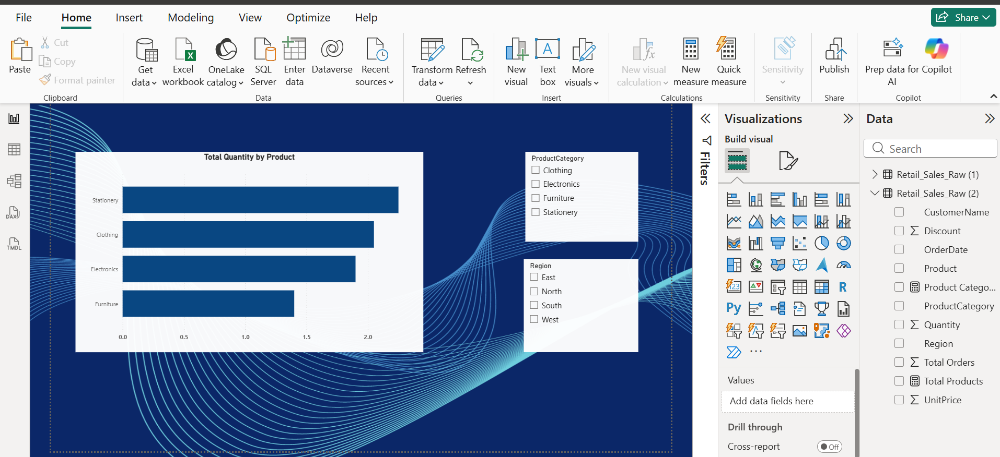 File
Home
Insert
Modeling
View
Optimize
Help
Share
Paste
Cut
Copy
Format painter
Clipboard
Get data
Excel workbook
OneLake catalog
SQL Server
Enter data
Dataverse
Recent sources
Data
Transform data
Refresh
Queries
New visual
A
Text box
More visuals
Insert
fx
New visual calculation
New measure
Quick measure
Calculations
Sensitivity
Sensitivity
Publish
Share
Prep data for AI
Copilot
Copilot
DAX
TMDL
Total Quantity by Product
Stationery
Clothing
Electronics
Furniture
0.0
0.5
1.0
1.5
2.0
ProductCategory
Clothing
Electronics
Furniture
Stationery
Region
East
North
South
West
Filters
Visualizations
Build visual
123
R
Py
A
...
Values
Add data fields here
Drill through
Cross-report
Off
Data
Search
Retail_Sales_Raw (1)
Retail_Sales_Raw (2)
CustomerName
Σ Discount
OrderDate
Product
Product Catego...
ProductCategory
Σ Quantity
Region
Σ Total Orders
Total Products
Σ UnitPrice